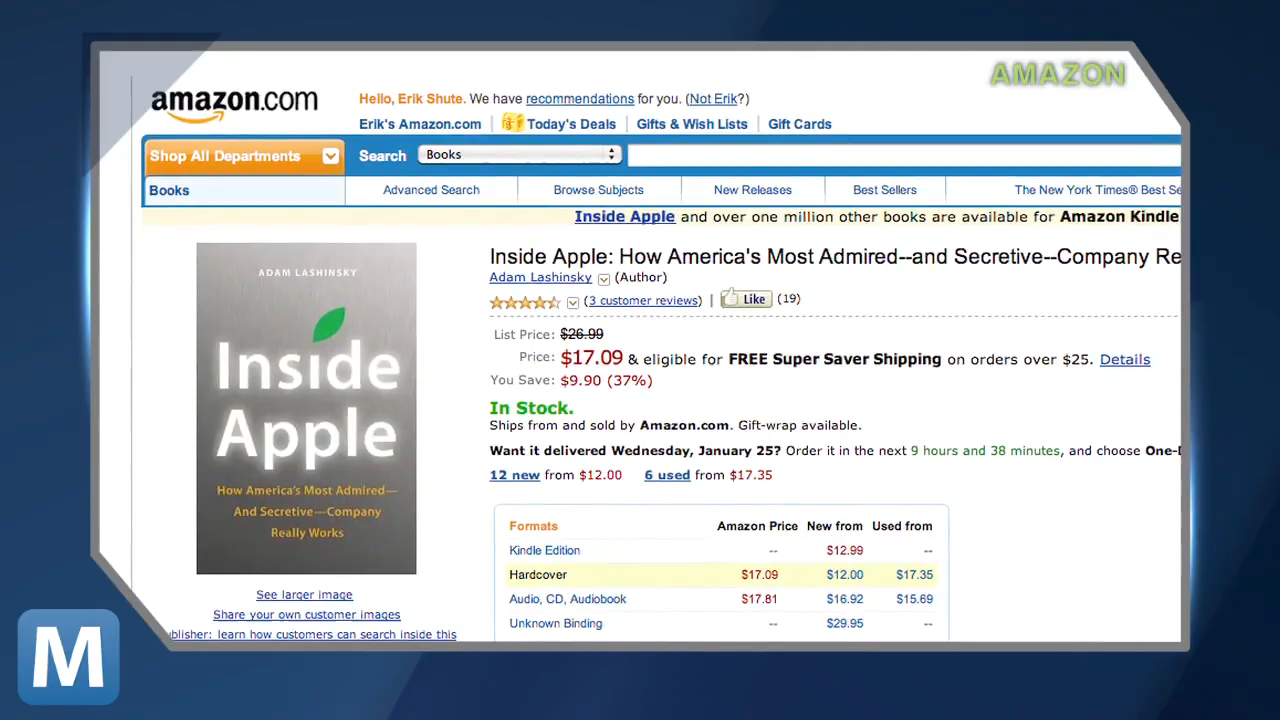 AMAZON
amazon.com
Hello, Erik Shute. We have recommendations for you. (Not Erik?)
Erik's Amazon.com Today's Deals Gifts & Wish Lists Gift Cards
Shop All Departments Search Books
Books Advanced Search Browse Subjects New Releases Best Sellers The New York Times® Best Se
Inside Apple and over one million other books are available for Amazon Kindle
ADAM LASHINSKY
Inside
Apple
How America's Most Admired—
And Secretive—Company
Really Works
See larger image
Share your own customer images
ublisher: learn how customers can search inside this
Inside Apple: How America's Most Admired--and Secretive--Company Re
Adam Lashinsky (Author)
(3 customer reviews) | Like (19)
List Price: $26.99
Price: $17.09 & eligible for FREE Super Saver Shipping on orders over $25. Details
You Save: $9.90 (37%)
In Stock.
Ships from and sold by Amazon.com. Gift-wrap available.
Want it delivered Wednesday, January 25? Order it in the next 9 hours and 38 minutes, and choose One-D
12 new from $12.00 6 used from $17.35
Formats Amazon Price New from Used from
Kindle Edition -- $12.99 --
Hardcover $17.09 $12.00 $17.35
Audio, CD, Audiobook $17.81 $16.92 $15.69
Unknown Binding -- $29.95 --
M